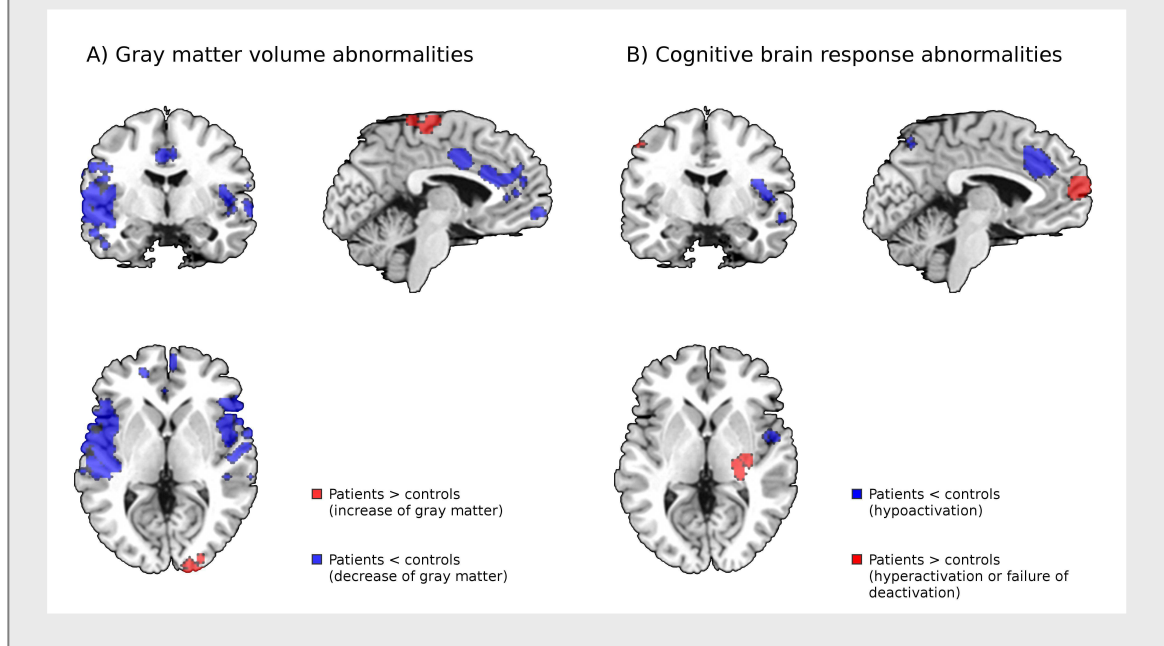 A) Gray matter volume abnormalities
B) Cognitive brain response abnormalities
Patients > controls
(increase of gray matter)
Patients < controls
(decrease of gray matter)
Patients < controls
(hypoactivation)
Patients > controls
(hyperactivation or failure of
deactivation)